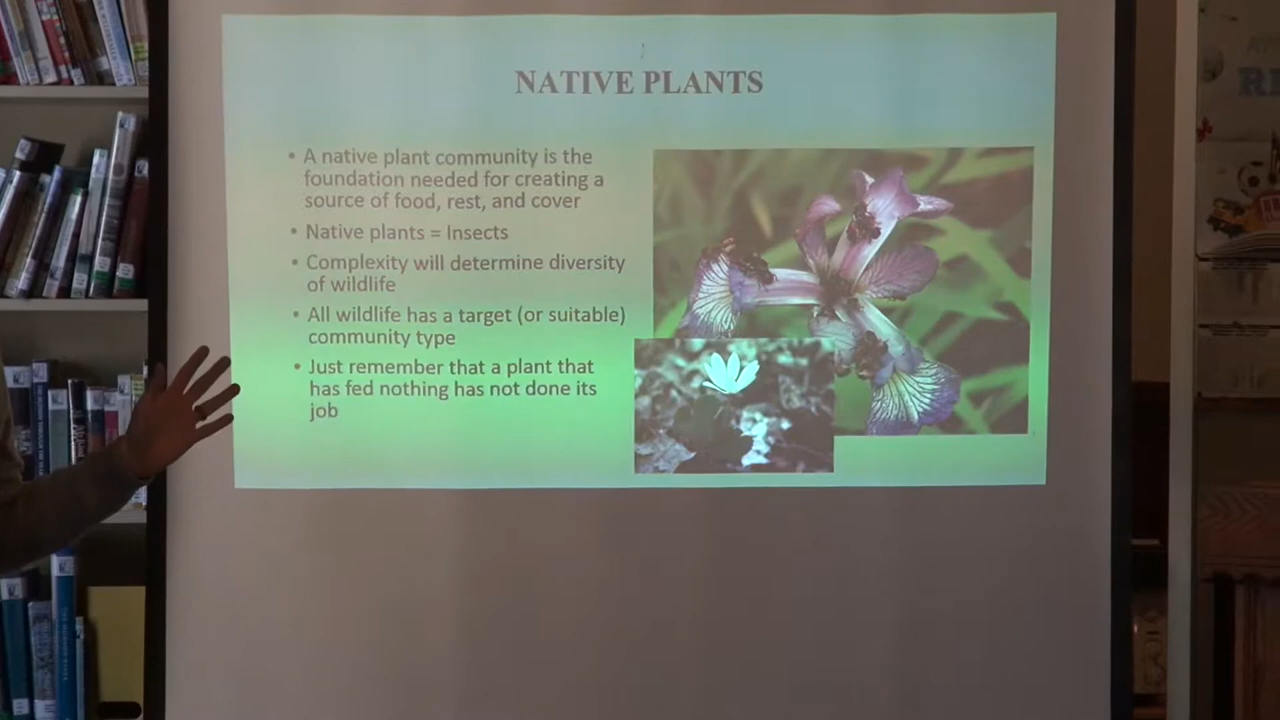 NATIVE PLANTS
• A native plant community is the
foundation needed for creating a
source of food, rest, and cover
• Native plants = Insects
• Complexity will determine diversity
of wildlife
• All wildlife has a target (or suitable)
community type
• Just remember that a plant that
has fed nothing has not done its
job